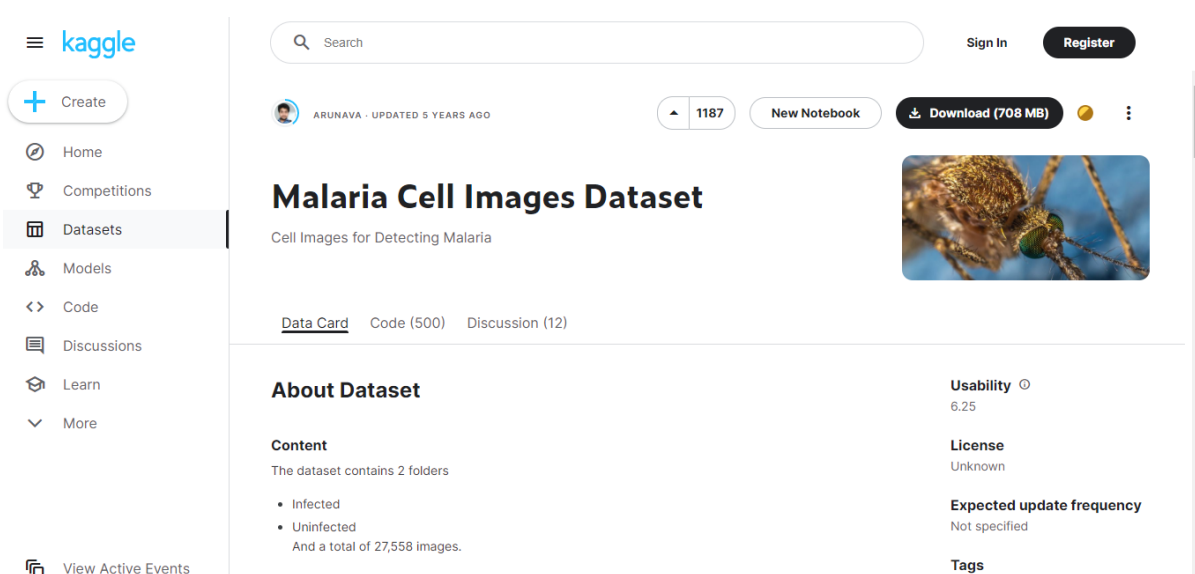 kaggle
Search
Sign In
Register
Create
ARUNAVA · UPDATED 5 YEARS AGO
1187
New Notebook
Download (708 MB)
Home
Competitions
Datasets
Models
Code
Discussions
Learn
More
View Active Events
Malaria Cell Images Dataset
Cell Images for Detecting Malaria
Data Card
Code (500)
Discussion (12)
About Dataset
Content
The dataset contains 2 folders
• Infected
• Uninfected
And a total of 27,558 images.
Usability
6.25
License
Unknown
Expected update frequency
Not specified
Tags